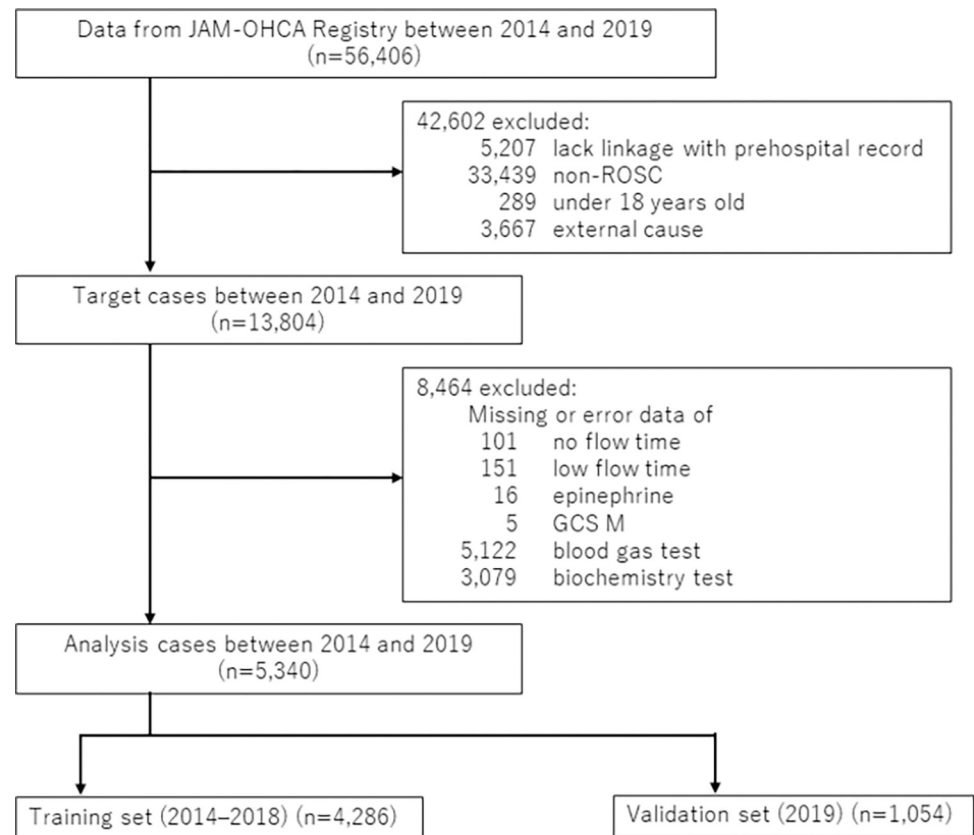 Data from JAM-OHCA Registry between 2014 and 2019
(n=56,406)
42,602 excluded:
5,207 lack linkage with prehospital record
33,439 non-ROSC
289 under 18 years old
3,667 external cause
Target cases between 2014 and 2019
(n=13,804)
8,464 excluded:
Missing or error data of
101 no flow time
151 low flow time
16 epinephrine
5 GCS M
5,122 blood gas test
3,079 biochemistry test
Analysis cases between 2014 and 2019
(n=5,340)
Training set (2014–2018) (n=4,286)
Validation set (2019) (n=1,054)